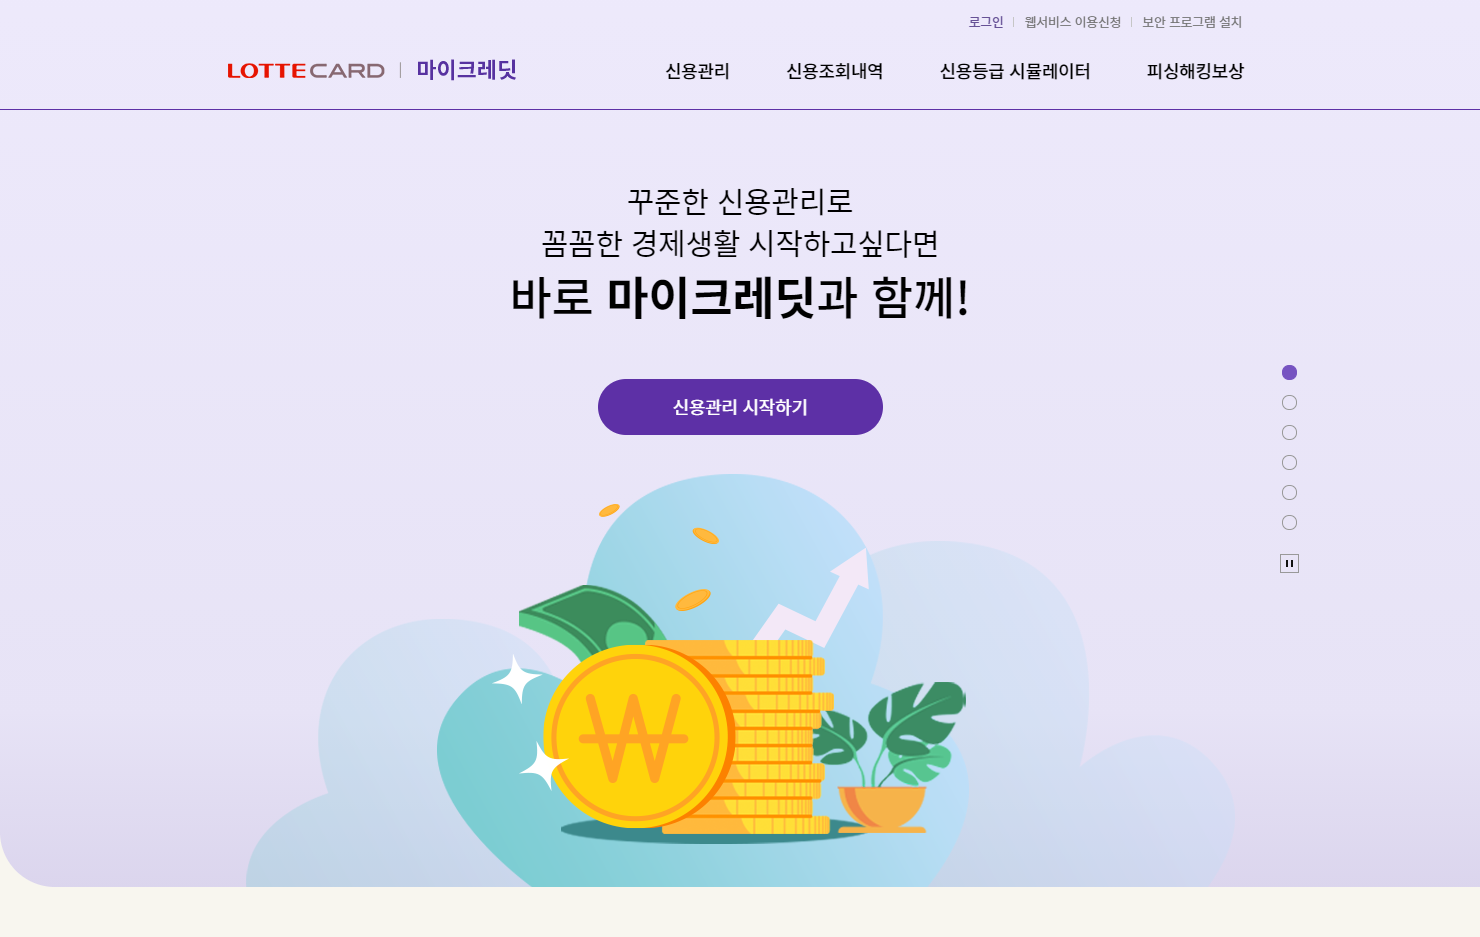 로그인 웹서비스 이용신청 보안 프로그램 설치
LOTTE CARD 마이크레딧 신용관리 신용조회내역 신용등급 시뮬레이터 피싱해킹보상
꾸준한 신용관리로
꼼꼼한 경제생활 시작하고싶다면
바로 마이크레딧과 함께!
신용관리 시작하기